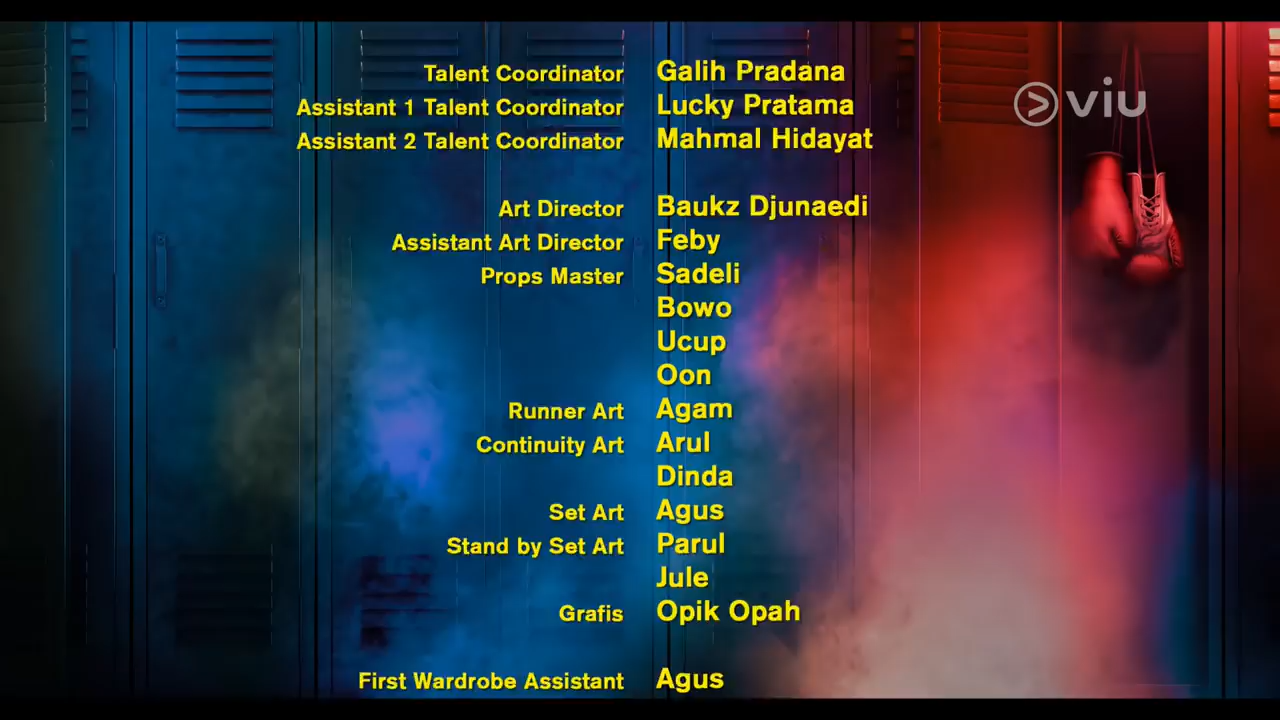 viu
Talent Coordinator Galih Pradana
Assistant 1 Talent Coordinator Lucky Pratama
Assistant 2 Talent Coordinator Mahmal Hidayat
Art Director Baukz Djunaedi
Assistant Art Director Feby
Props Master Sadeli
Bowo
Ucup
Oon
Runner Art Agam
Continuity Art Arul
Dinda
Set Art Agus
Stand by Set Art Parul
Jule
Grafis Opik Opah
First Wardrobe Assistant Agus